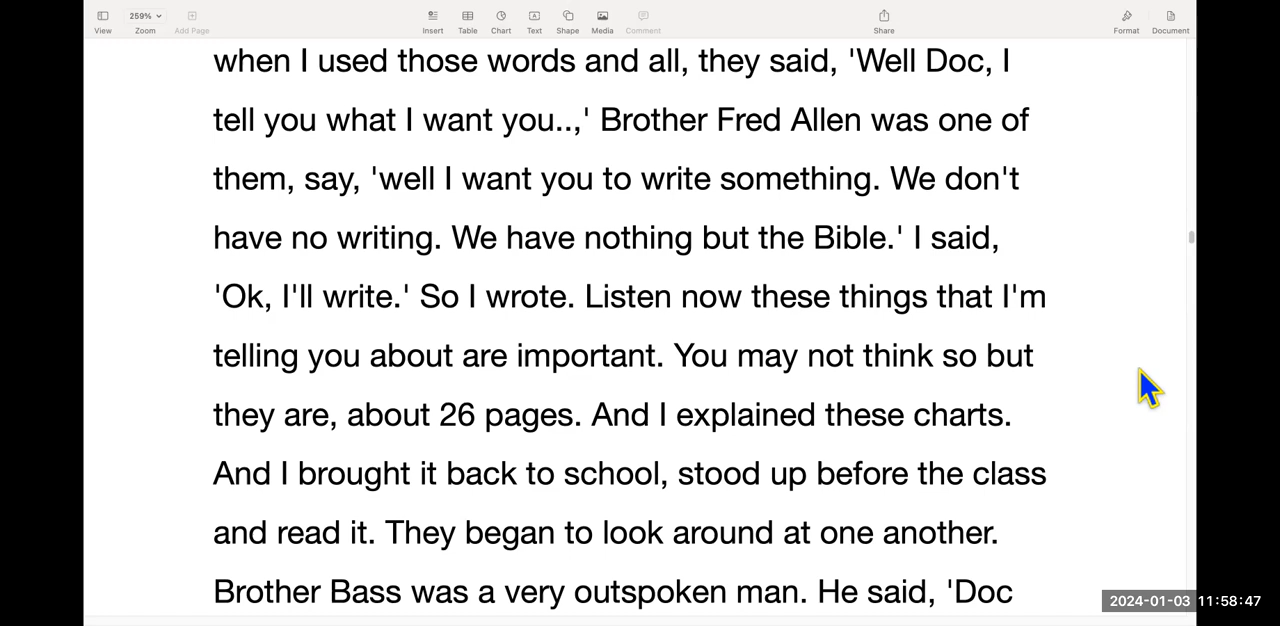 259%
View
Zoom
Add Page
Insert
Table
Chart
Text
Shape
Media
Comment
Share
Format
Document
when I used those words and all, they said, 'Well Doc, I
tell you what I want you..,' Brother Fred Allen was one of
them, say, 'well I want you to write something. We don't
have no writing. We have nothing but the Bible.' I said,
'Ok, I'll write.' So I wrote. Listen now these things that I'm
telling you about are important. You may not think so but
they are, about 26 pages. And I explained these charts.
And I brought it back to school, stood up before the class
and read it. They began to look around at one another.
Brother Bass was a very outspoken man. He said, 'Doc
2024-01-03 11:58:47